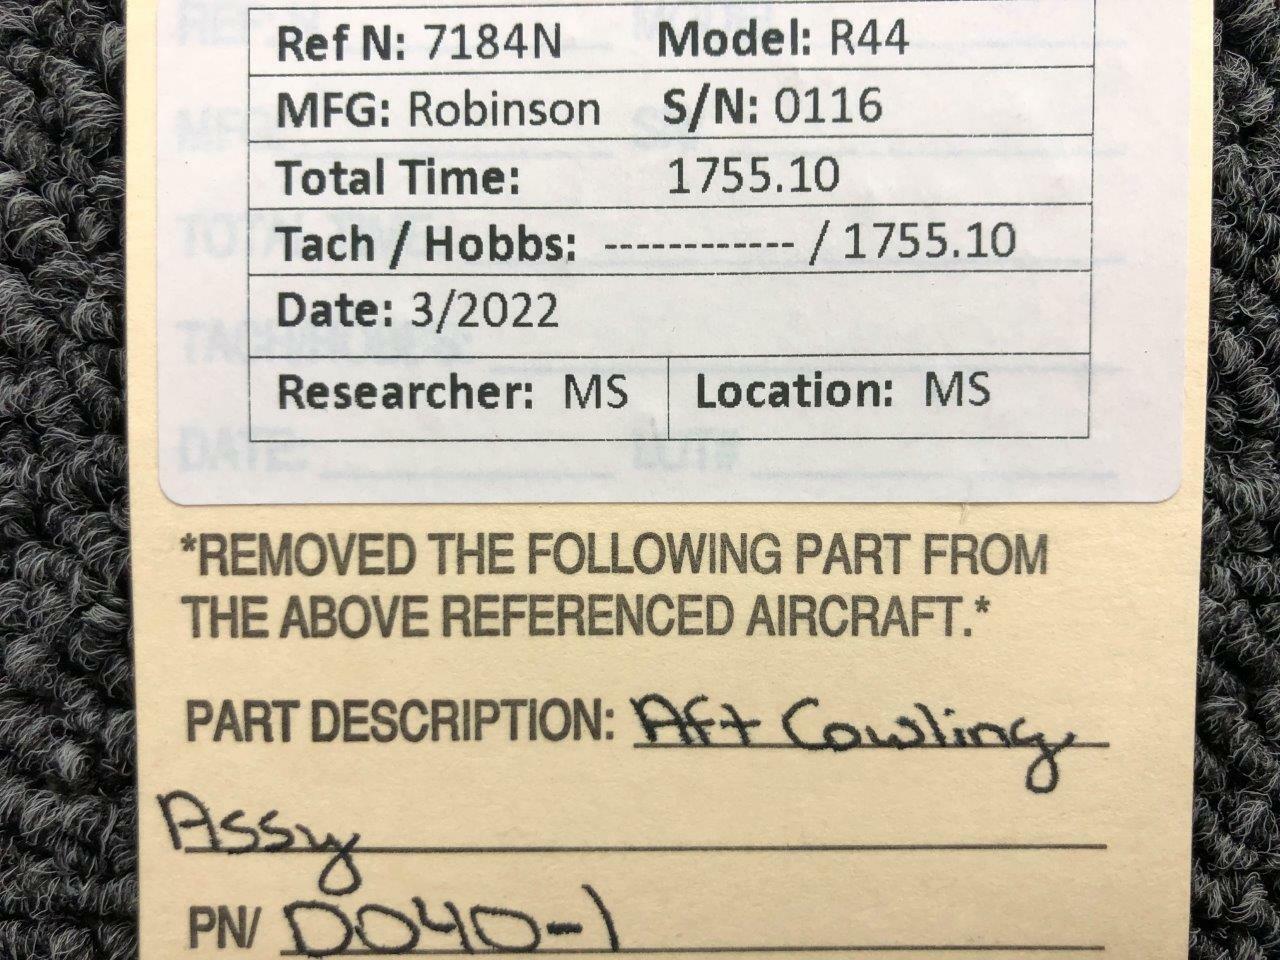 Ref N: 7184N Model: R44
MFG: Robinson S/N: 0116
Total Time: 1755.10
Tach / Hobbs: ------------ / 1755.10
Date: 3/2022
Researcher: MS Location: MS
*REMOVED THE FOLLOWING PART FROM
THE ABOVE REFERENCED AIRCRAFT.*
PART DESCRIPTION: Aft Cowling
Assy
PN/ D040-1